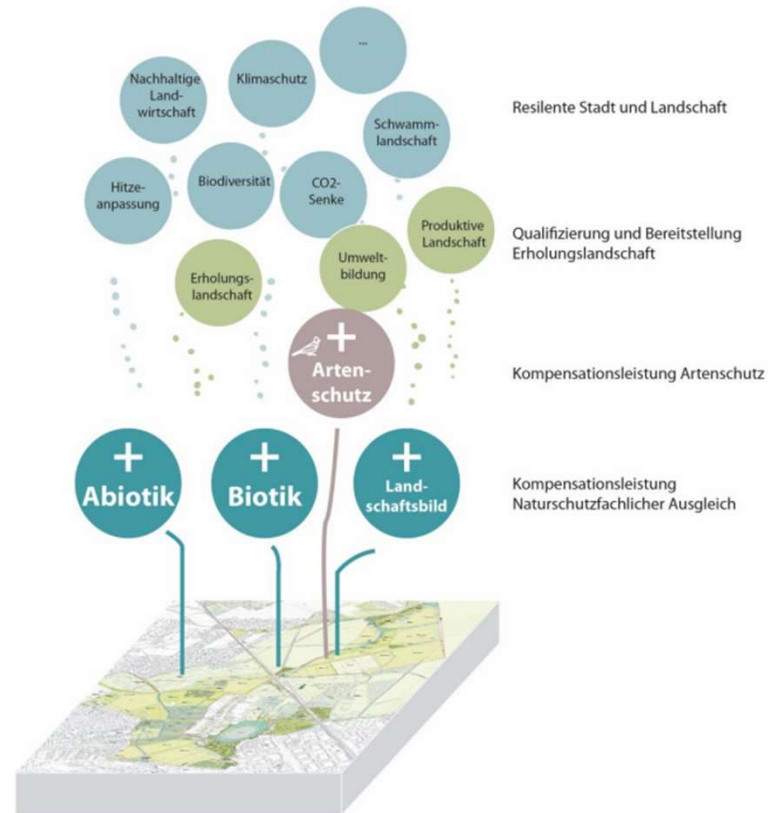 ...
Nachhaltige
Land-
wirtschaft
Klimaschutz
Schwamm-
landschaft
Resilente Stadt und Landschaft
Hitze-
anpassung
Biodiversität
CO2-
Senke
Produktive
Landschaft
Qualifizierung und Bereitstellung
Erholungslandschaft
Erholungs-
landschaft
Umwelt-
bildung
+
Arten-
schutz
Kompensationsleistung Artenschutz
+
Abiotik
+
Biotik
+
Land-
schaftsbild
Kompensationsleistung
Naturschutzfachlicher Ausgleich